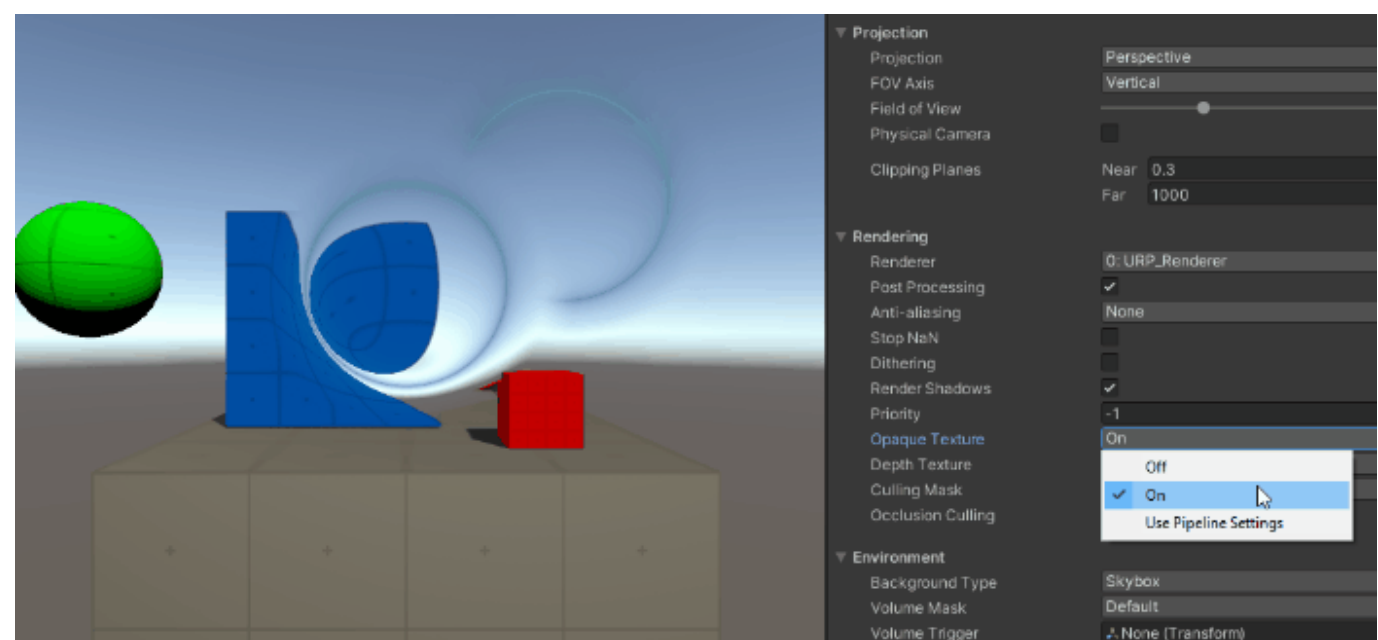 Projection
Projection Perspective
FOV Axis Vertical
Field of View
Physical Camera
Clipping Planes Near 0.3
Far 1000
Rendering
Renderer 0: URP_Renderer
Post Processing
Anti-aliasing None
Stop NaN
Dithering
Render Shadows
Priority -1
Opaque Texture On
Depth Texture Off
Culling Mask On
Occlusion Culling Use Pipeline Settings
Environment
Background Type Skybox
Volume Mask Default
Volume Trigger None (Transform)